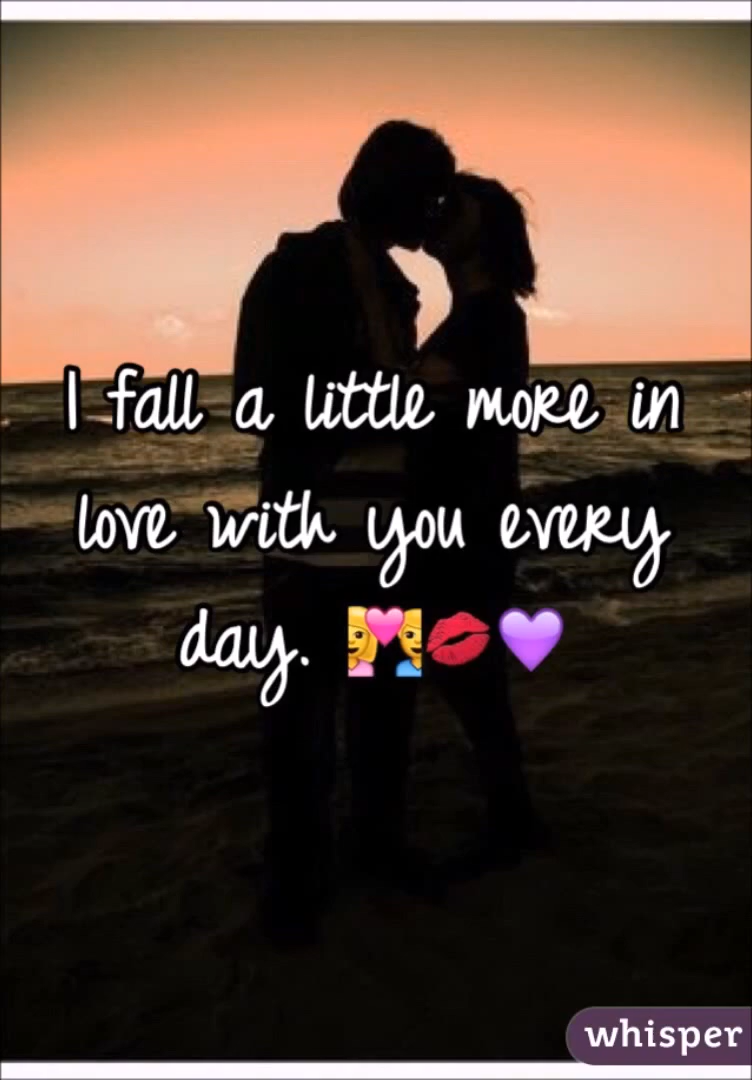 I fall a little more in
love with you every
day. 💑💋💜
whisper